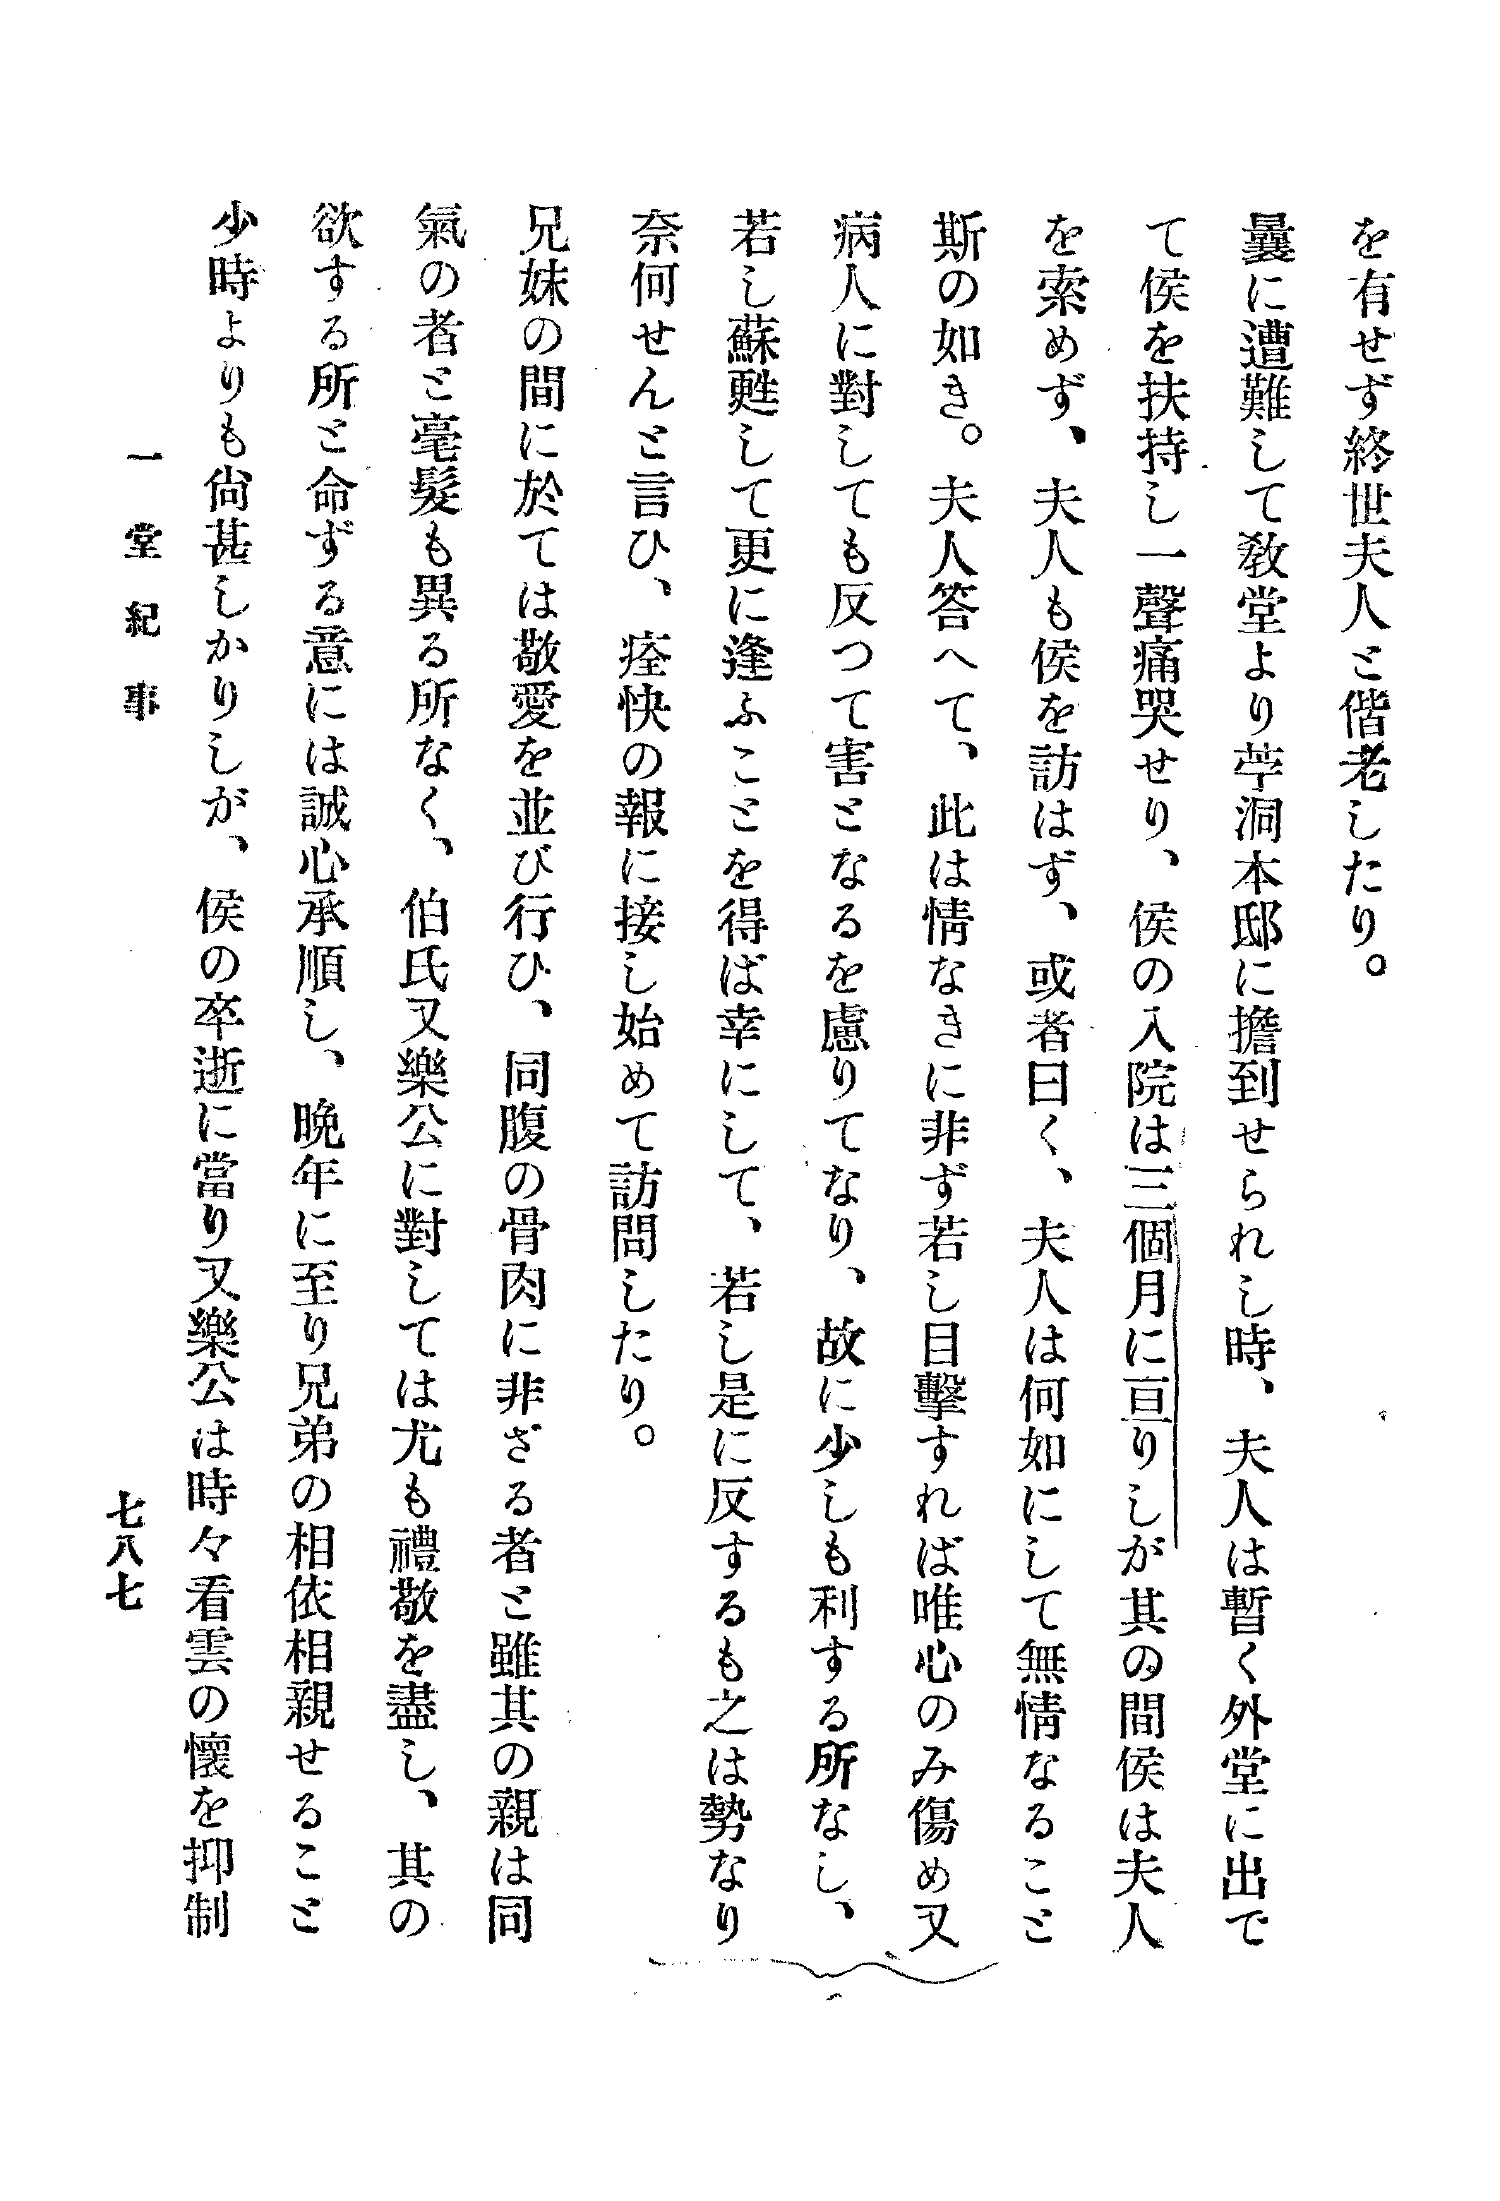 を有せず終世夫人と偕老したり。
曩に遭難して敎堂より苧洞本邸に擔到せられし時、夫人は暫く外堂に出で
て侯を扶持し一聲痛哭せり、侯の入院は三個月に亘りしが其の間侯は夫人
を索めず、夫人も侯を訪はず、或者曰く、夫人は何如にして無情なること
斯の如き。夫人答へて、此は情なきに非ず若し目擊すれば唯心のみ傷め又
病人に對しても反つて害となるを慮りてなり、故に少しも利する所なし、
若し蘇甦して更に逢ふことを得ば幸にして、若し是に反するも之は勢なり
奈何せんと言ひ、痊快の報に接し始めて訪問したり。
兄妹の間に於ては敬愛を並び行ひ、同腹の骨肉に非ざる者と雖其の親は同
氣の者と毫髮も異る所なく、伯氏又樂公に對しては尤も禮敬を盡し、其の
欲する所と命ずる意には誠心承順し、晩年に至り兄弟の相依相親せること
少時よりも尙甚しかりしが、侯の卒逝に當り又樂公は時々看雲の懷を抑制
一堂紀事
七八七